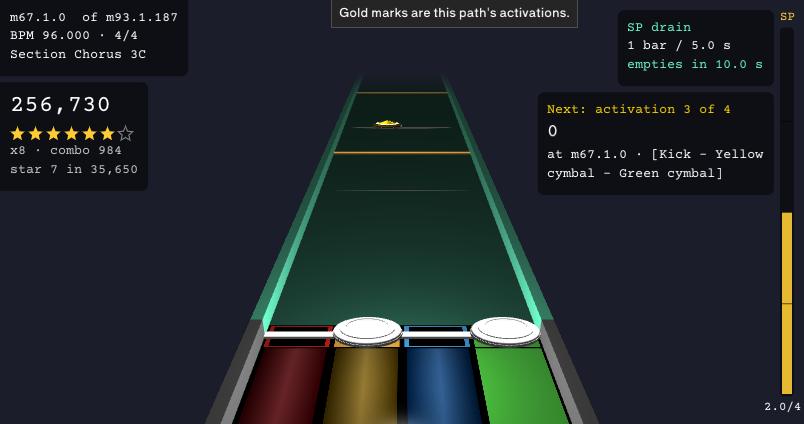 m67.1.0  of m93.1.187
BPM 96.000 · 4/4
Section Chorus 3C
Gold marks are this path's activations.
SP
SP drain
1 bar / 5.0 s
empties in 10.0 s
256,730
x8 · combo 984
star 7 in 35,650
Next: activation 3 of 4
0
at m67.1.0 · [Kick - Yellow
cymbal - Green cymbal]
2.0/4